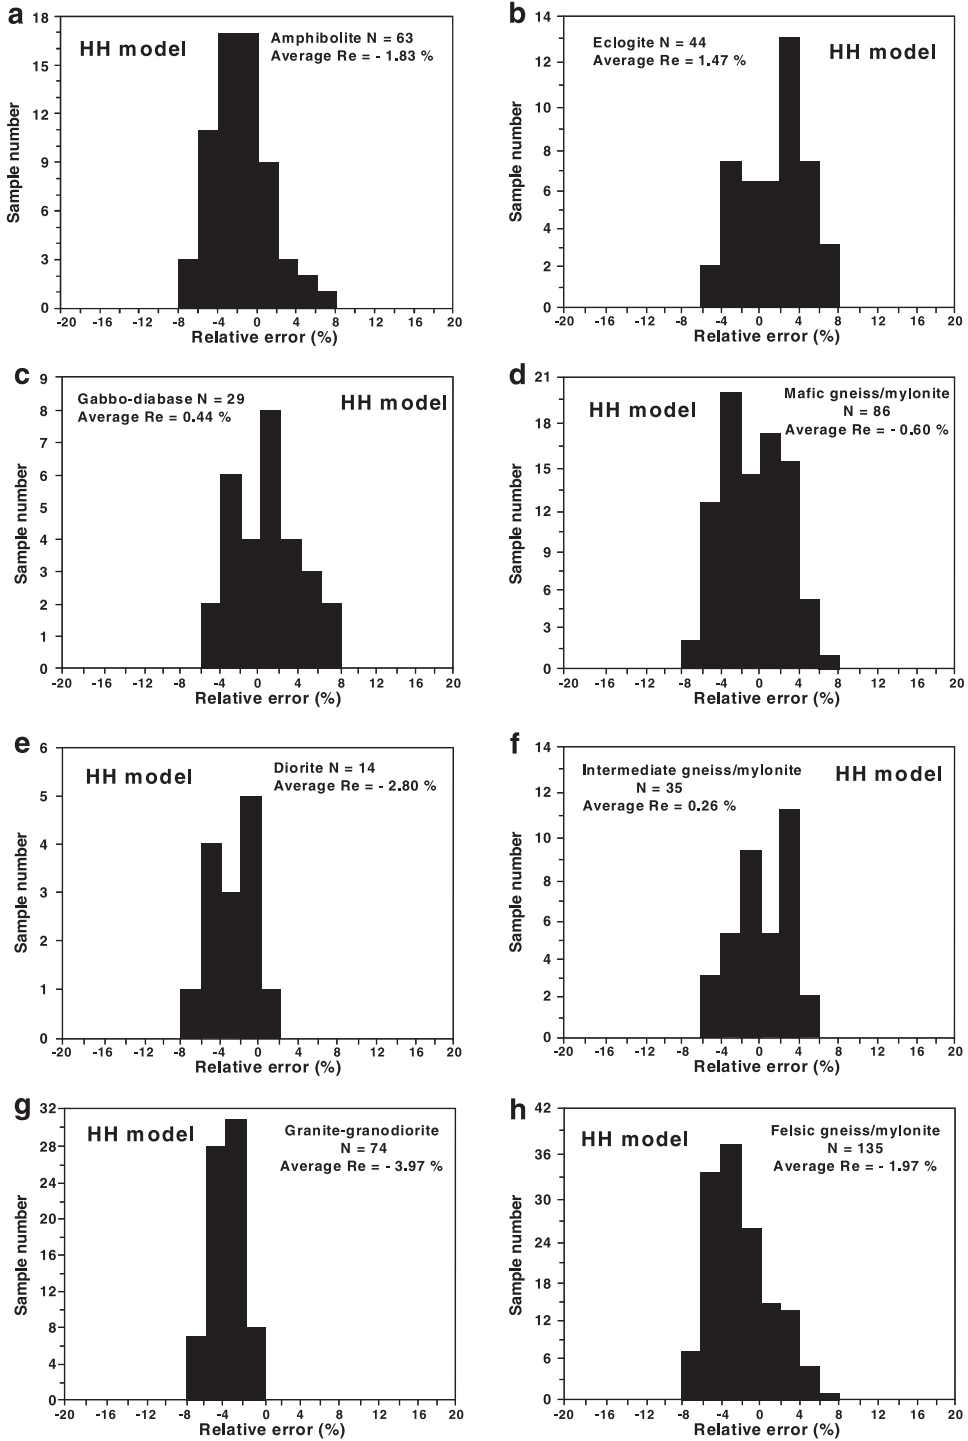 a
HH model
Amphibolite N = 63
Average Re = - 1.83 %
Sample number
18
15
12
9
6
3
0
-20 -16 -12 -8 -4 0 4 8 12 16 20
Relative error (%)
b
Eclogite N = 44
Average Re = 1.47 %
HH model
Sample number
14
12
10
8
6
4
2
0
-20 -16 -12 -8 -4 0 4 8 12 16 20
Relative error (%)
c
Gabbo-diabase N = 29
Average Re = 0.44 %
HH model
Sample number
9
8
7
6
5
4
3
2
1
0
-20 -16 -12 -8 -4 0 4 8 12 16 20
Relative error (%)
d
HH model
Mafic gneiss/mylonite
N = 86
Average Re = - 0.60 %
Sample number
21
18
15
12
9
6
3
0
-20 -16 -12 -8 -4 0 4 8 12 16 20
Relative error (%)
e
HH model
Diorite N = 14
Average Re = - 2.80 %
Sample number
6
5
4
3
2
1
0
-20 -16 -12 -8 -4 0 4 8 12 16 20
Relative error (%)
f
Intermediate gneiss/mylonite
N = 35
Average Re = 0.26 %
HH model
Sample number
14
12
10
8
6
4
2
0
-20 -16 -12 -8 -4 0 4 8 12 16 20
Relative error (%)
g
HH model
Granite-granodiorite
N = 74
Average Re = - 3.97 %
Sample number
32
28
24
20
16
12
8
4
0
-20 -16 -12 -8 -4 0 4 8 12 16 20
Relative error (%)
h
HH model
Felsic gneiss/mylonite
N = 135
Average Re = - 1.97 %
Sample number
42
36
30
24
18
12
6
0
-20 -16 -12 -8 -4 0 4 8 12 16 20
Relative error (%)